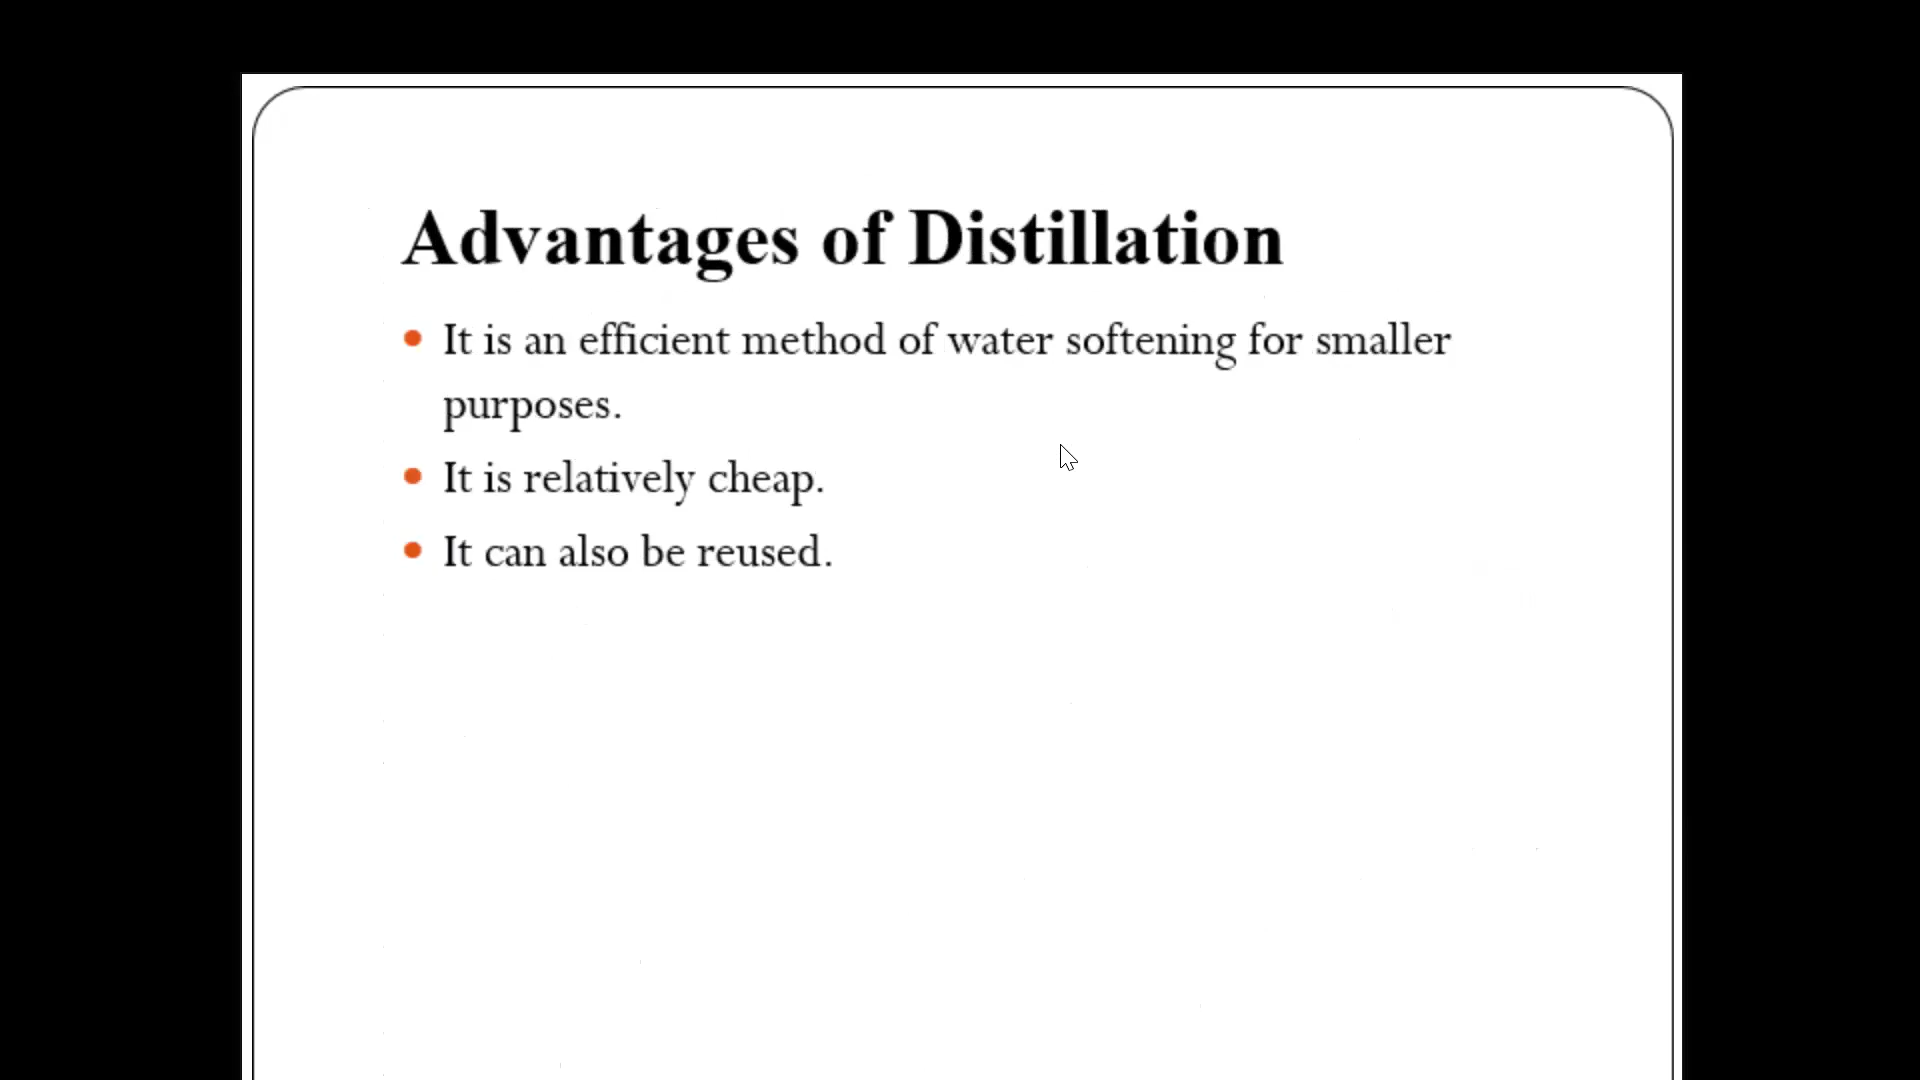 Advantages of Distillation
It is an efficient method of water softening for smaller
purposes.
It is relatively cheap.
It can also be reused.